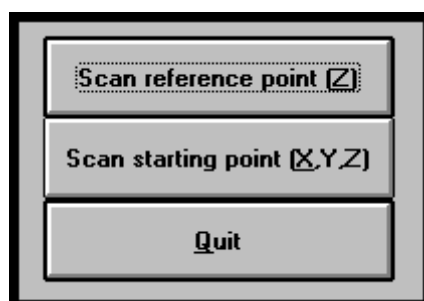 Scan reference point (Z)
Scan starting point (X,Y,Z)
Quit